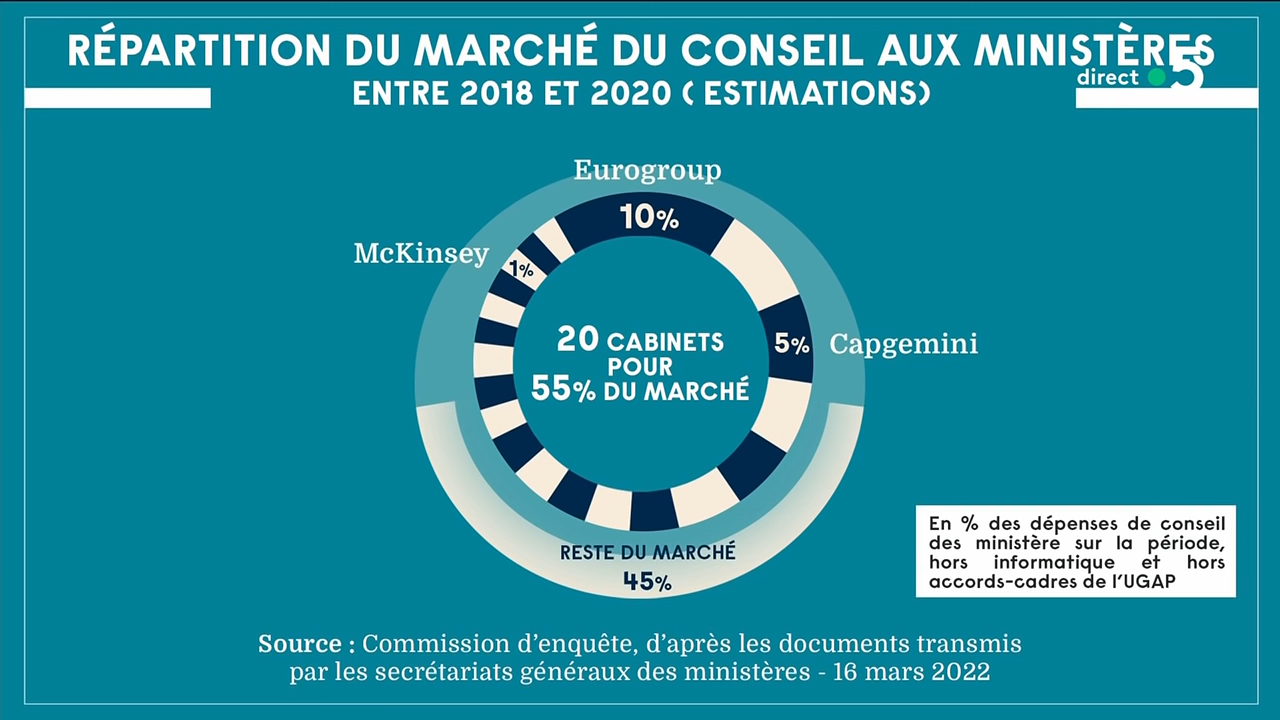 RÉPARTITION DU MARCHÉ DU CONSEIL AUX MINISTÈRES
direct 5
ENTRE 2018 ET 2020 ( ESTIMATIONS)
Eurogroup
10%
McKinsey
1%
20 CABINETS
POUR
55% DU MARCHÉ
5%
Capgemini
RESTE DU MARCHÉ
45%
En % des dépenses de conseil
des ministère sur la période,
hors informatique et hors
accords-cadres de l'UGAP
Source : Commission d'enquête, d'après les documents transmis
par les secrétariats généraux des ministères - 16 mars 2022